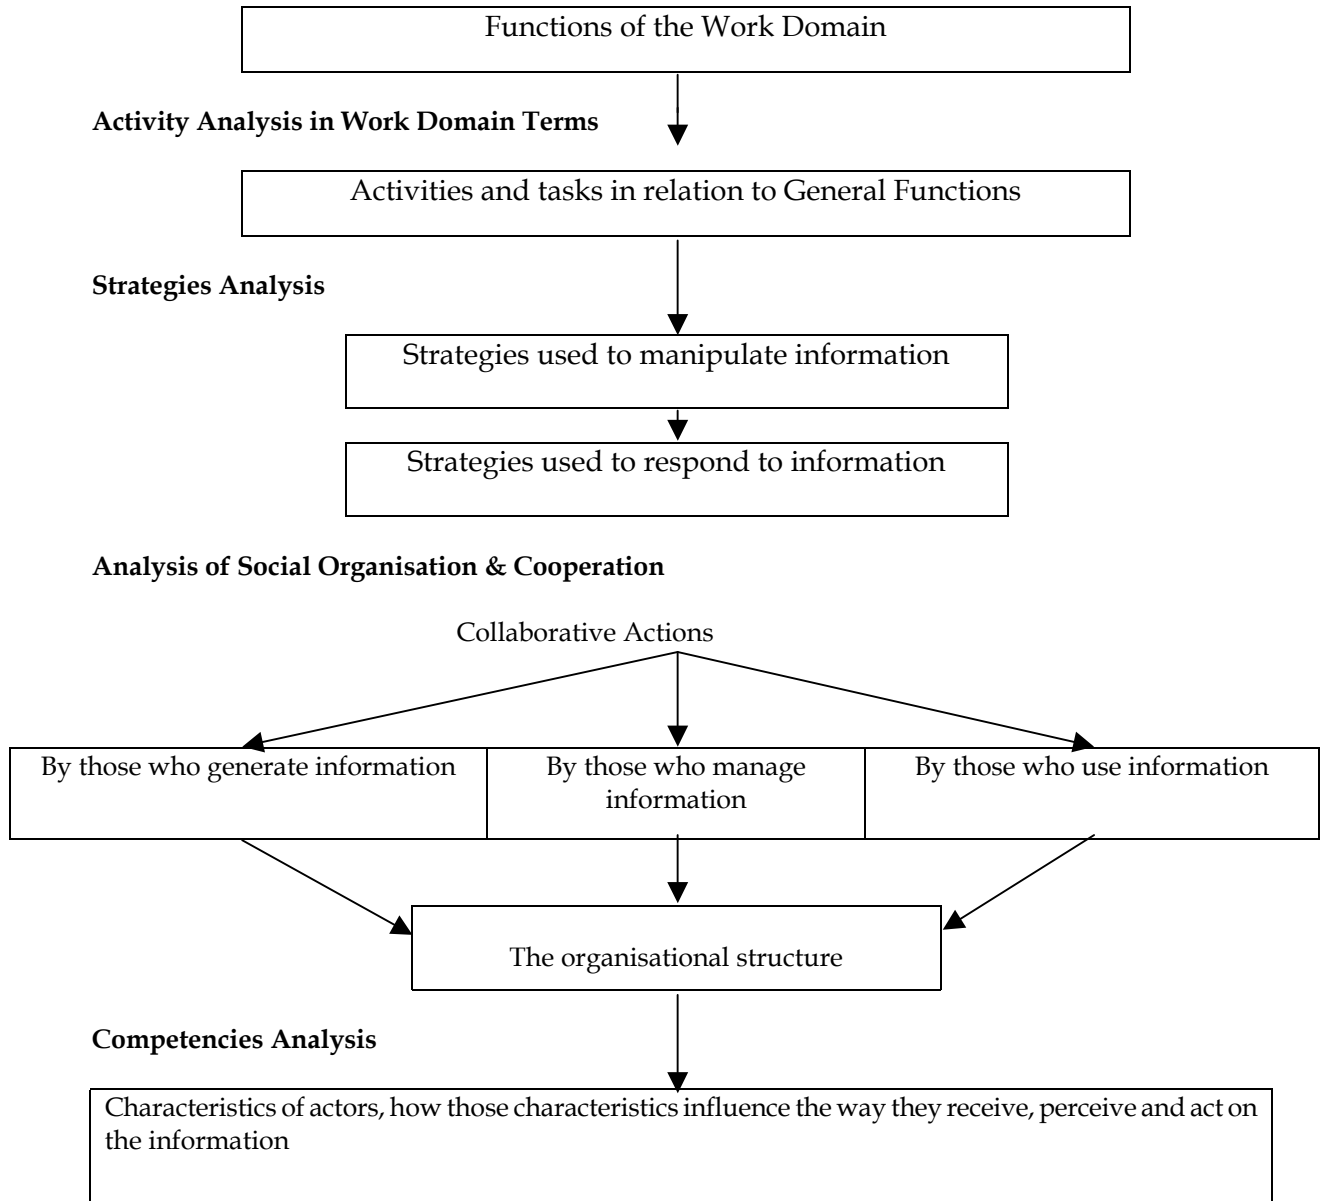 Functions of the Work Domain
Activity Analysis in Work Domain Terms
Activities and tasks in relation to General Functions
Strategies Analysis
Strategies used to manipulate information
Strategies used to respond to information
Analysis of Social Organisation & Cooperation
Collaborative Actions
By those who generate information
By those who manage
information
By those who use information
The organisational structure
Competencies Analysis
Characteristics of actors, how those characteristics influence the way they receive, perceive and act on
the information